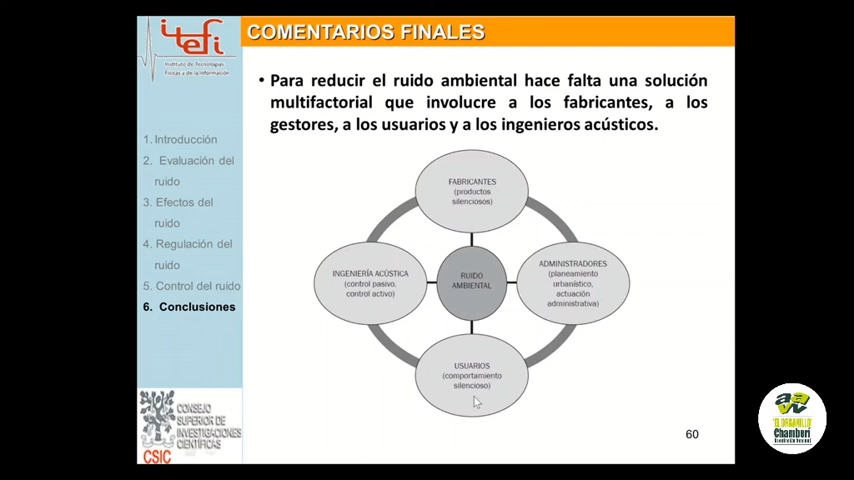 itefi
Instituto de Tecnologías
Físicas y de la Información
COMENTARIOS FINALES
• Para reducir el ruido ambiental hace falta una solución
multifactorial que involucre a los fabricantes, a los
gestores, a los usuarios y a los ingenieros acústicos.
1. Introducción
2. Evaluación del
ruido
3. Efectos del
ruido
4. Regulación del
ruido
5. Control del ruido
6. Conclusiones
FABRICANTES
(productos
silenciosos)
INGENIERÍA ACÚSTICA
(control pasivo,
control activo)
RUIDO
AMBIENTAL
ADMINISTRADORES
(planeamiento
urbanístico,
actuación
administrativa)
USUARIOS
(comportamiento
silencioso)
CONSEJO
SUPERIOR DE
INVESTIGACIONES
CIENTÍFICAS
CSIC
60
aavv
"EL ORGANILLO"
Chamberí